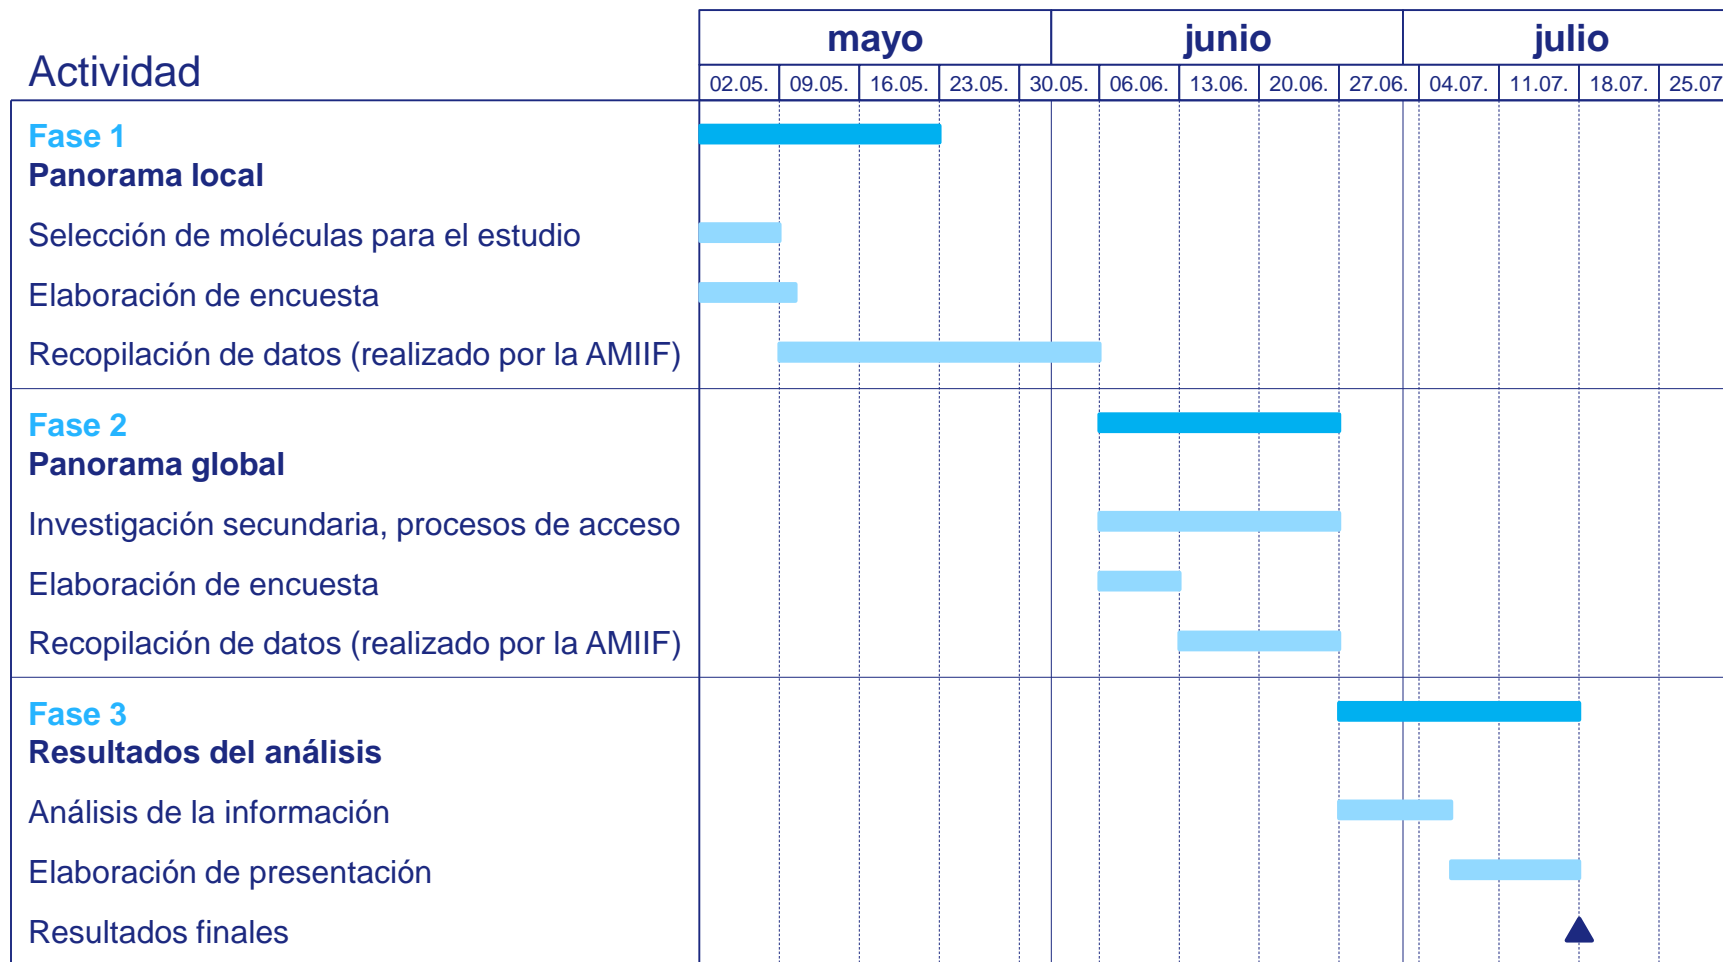 Actividad
mayo junio julio
02.05. 09.05. 16.05. 23.05. 30.05. 06.06. 13.06. 20.06. 27.06. 04.07. 11.07. 18.07. 25.07
Fase 1
Panorama local
Selección de moléculas para el estudio
Elaboración de encuesta
Recopilación de datos (realizado por la AMIIF)
Fase 2
Panorama global
Investigación secundaria, procesos de acceso
Elaboración de encuesta
Recopilación de datos (realizado por la AMIIF)
Fase 3
Resultados del análisis
Análisis de la información
Elaboración de presentación
Resultados finales